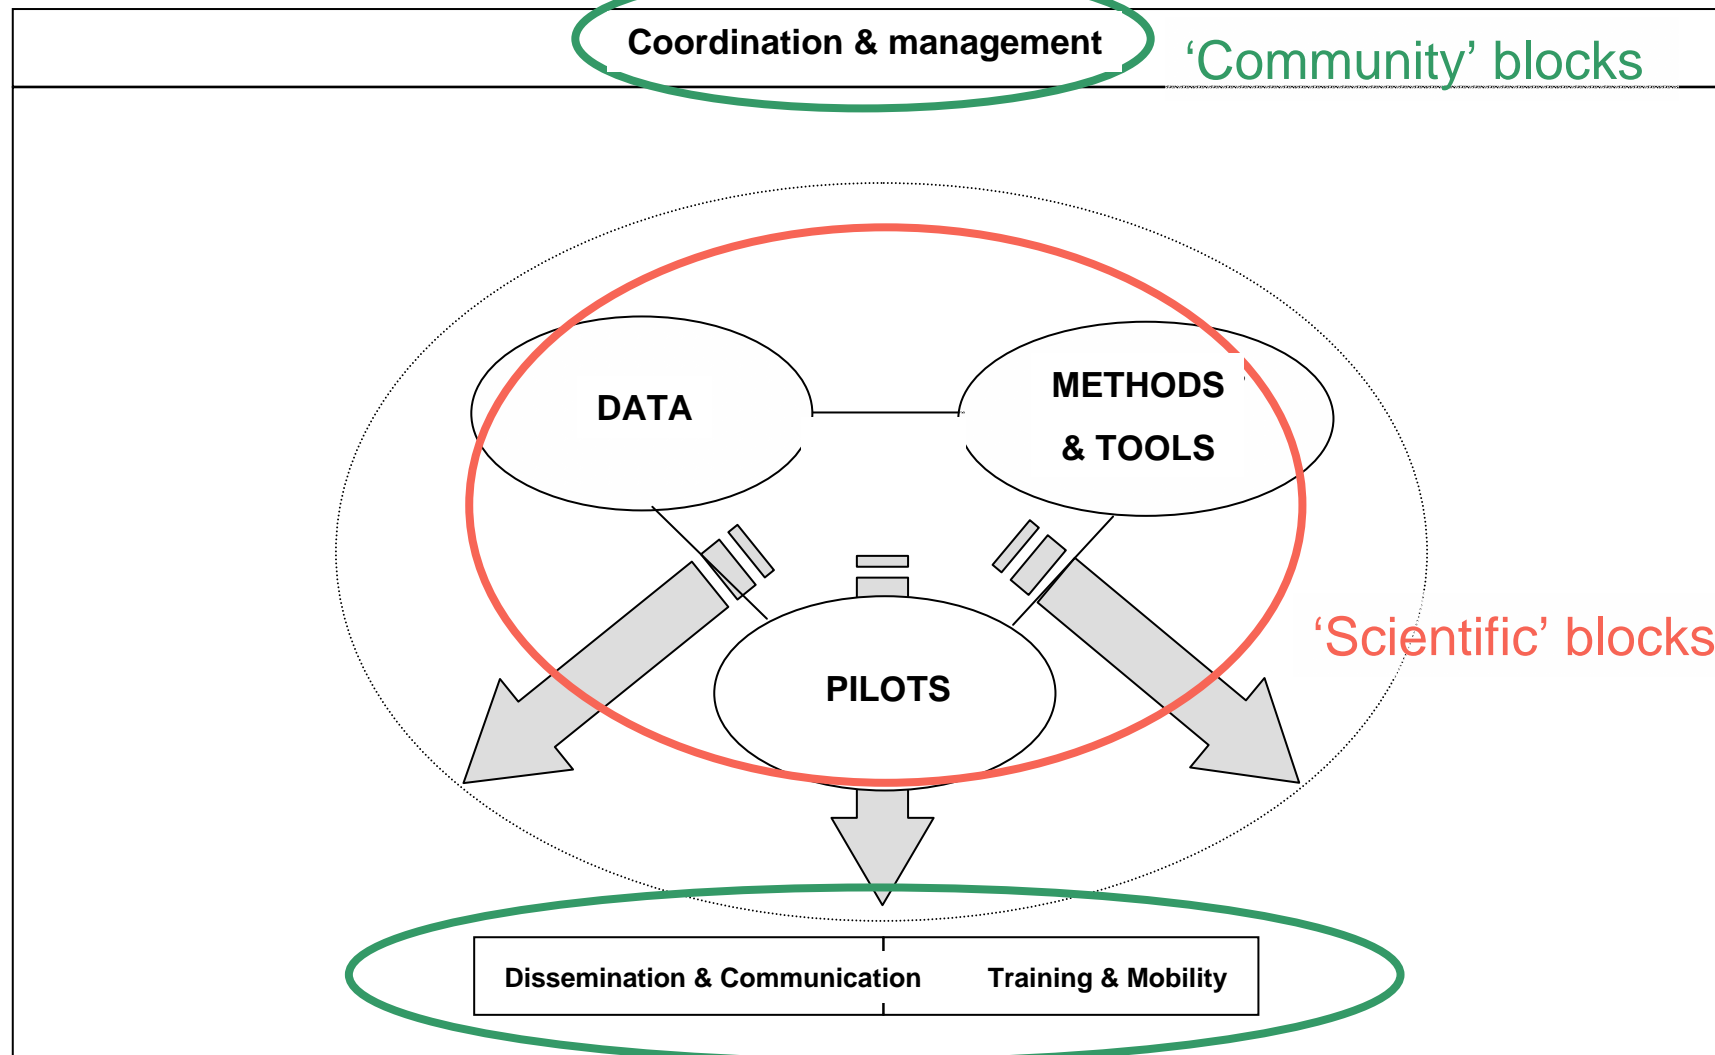 Coordination & management
‘Community’ blocks
DATA
METHODS
& TOOLS
‘Scientific’ blocks
PILOTS
Dissemination & Communication
Training & Mobility